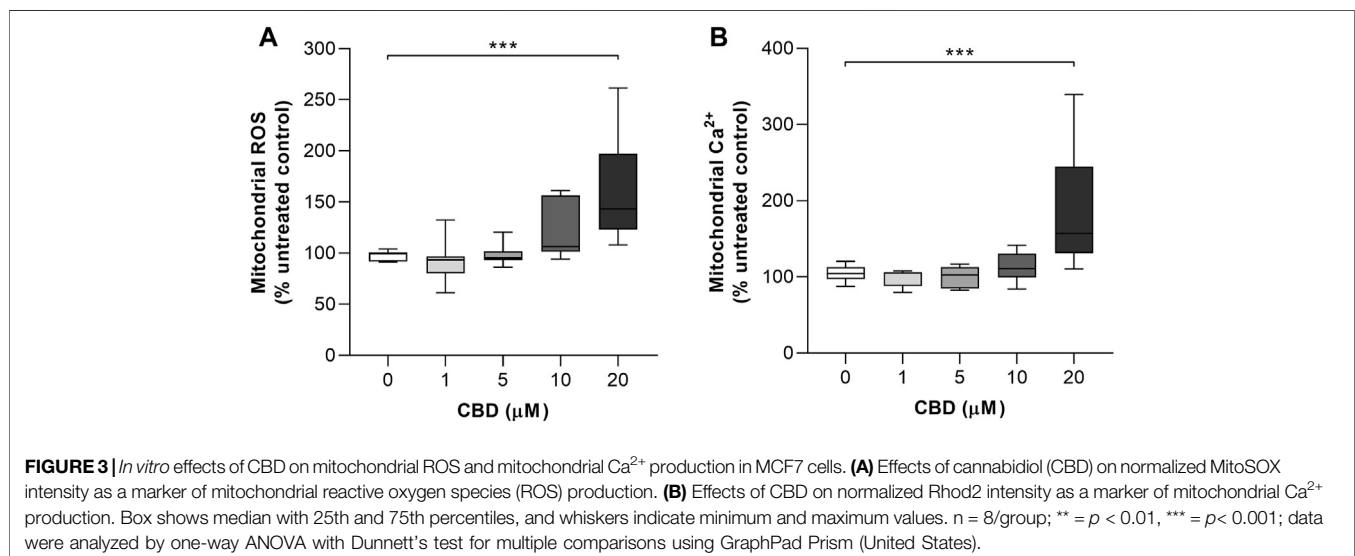 A
300
250
200
150
100
50
0
Mitochondrial ROS
(% untreated control)
***
0 1 5 10 20
CBD (μM)
B
400
300
200
100
0
Mitochondrial Ca²⁺
(% untreated control)
***
0 1 5 10 20
CBD (μM)
FIGURE 3 | In vitro effects of CBD on mitochondrial ROS and mitochondrial Ca²⁺ production in MCF7 cells. (A) Effects of cannabidiol (CBD) on normalized MitoSOX
intensity as a marker of mitochondrial reactive oxygen species (ROS) production. (B) Effects of CBD on normalized Rhod2 intensity as a marker of mitochondrial Ca²⁺
production. Box shows median with 25th and 75th percentiles, and whiskers indicate minimum and maximum values. n = 8/group; ** = p < 0.01, *** = p< 0.001; data
were analyzed by one-way ANOVA with Dunnett's test for multiple comparisons using GraphPad Prism (United States).